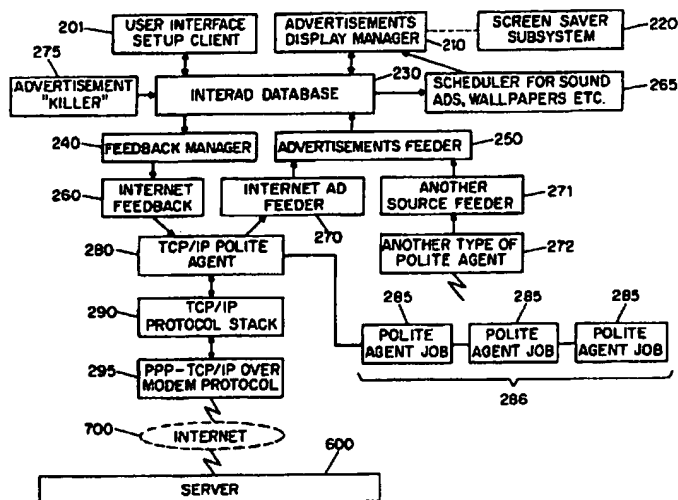 201
USER INTERFACE
SETUP CLIENT
ADVERTISEMENTS
DISPLAY MANAGER
210
SCREEN SAVER
SUBSYSTEM
220
275
ADVERTISEMENT
"KILLER"
230
INTERAD DATABASE
SCHEDULER FOR SOUND
ADS, WALLPAPERS ETC.
265
240
FEEDBACK MANAGER
ADVERTISEMENTS FEEDER
250
260
INTERNET
FEEDBACK
INTERNET AD
FEEDER
270
ANOTHER
SOURCE FEEDER
271
280
TCP/IP POLITE
AGENT
ANOTHER TYPE OF
POLITE AGENT
272
290
TCP/IP
PROTOCOL STACK
285
285
285
POLITE
AGENT JOB
POLITE
AGENT JOB
POLITE
AGENT JOB
286
295
PPP-TCP/IP OVER
MODEM PROTOCOL
700
INTERNET
600
SERVER